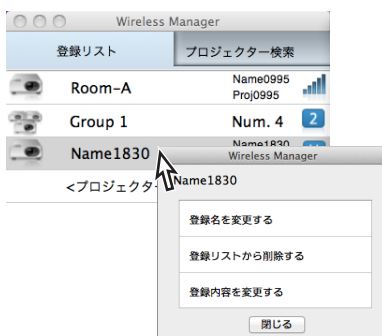 Wireless Manager
登録リスト
プロジェクター検索
Room-A
Name0995
Proj0995
Group 1
Num. 4
2
Name1830
Name1830
<プロジェクタ
Wireless Manager
Name1830
登録名を変更する
登録リストから削除する
登録内容を変更する
閉じる